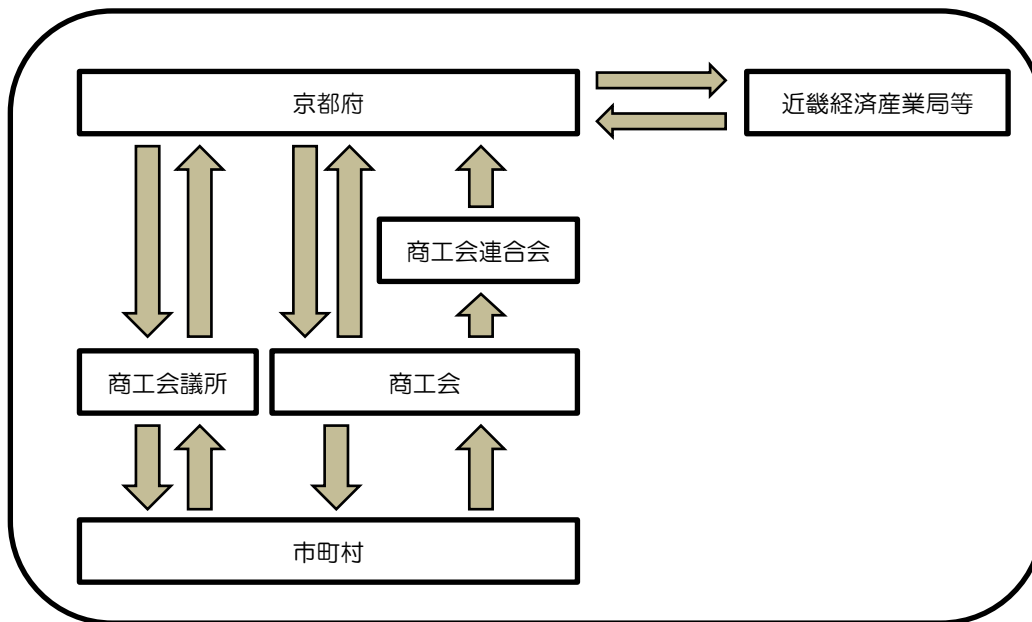 京都府
近畿経済産業局等
商工会連合会
商工会議所
商工会
市町村